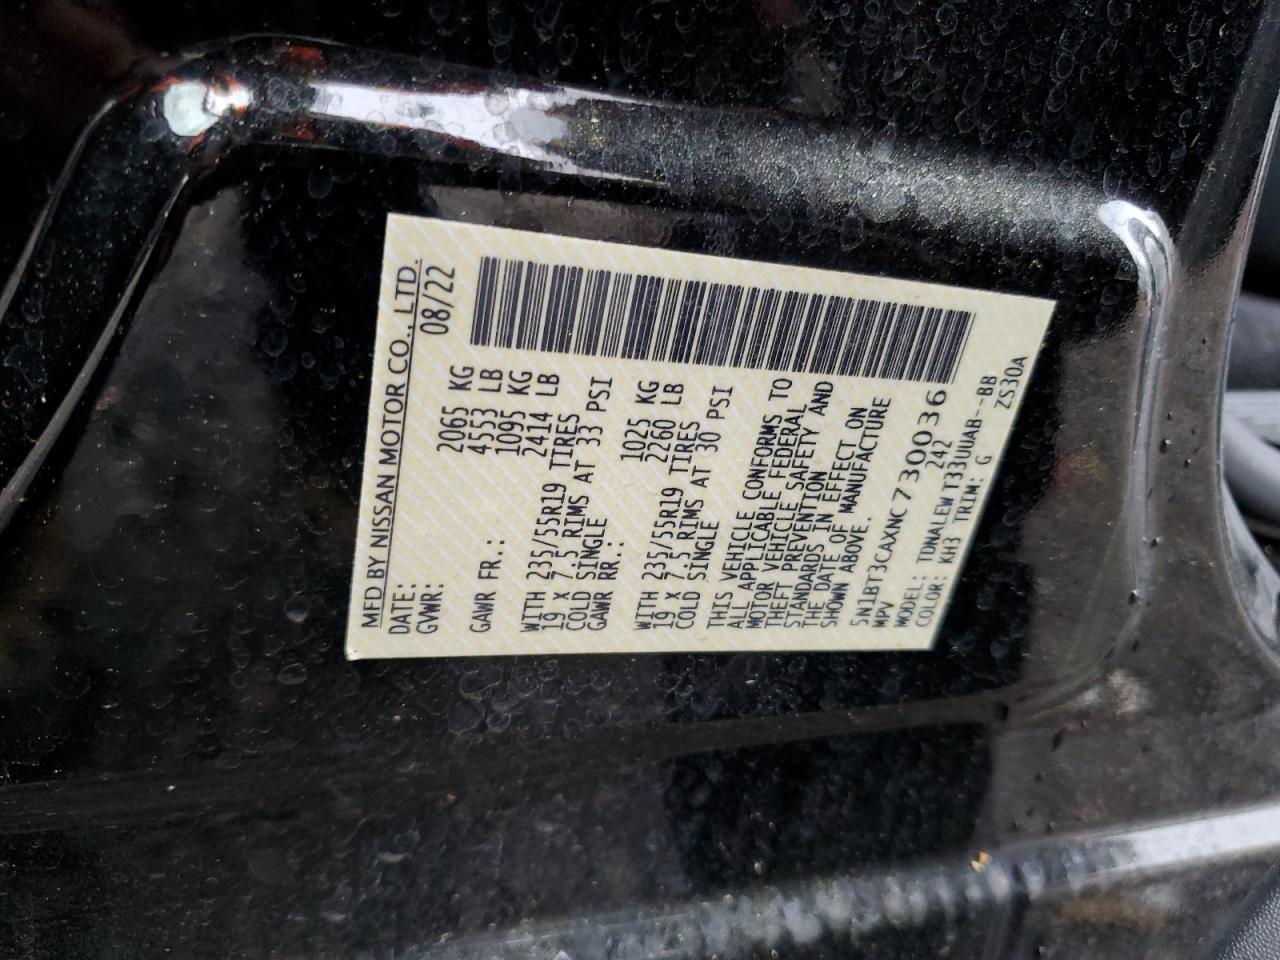 MFD BY NISSAN MOTOR CO., LTD.
DATE: 08/22
GVWR: 2065 KG
4553 LB
GAWR FR.: 1095 KG
2414 LB
WITH 235/55R19 TIRES
19 X 7.5 RIMS AT 33 PSI
COLD SINGLE
GAWR RR.: 1025 KG
2260 LB
WITH 235/55R19 TIRES
19 X 7.5 RIMS AT 30 PSI
COLD SINGLE
THIS VEHICLE CONFORMS TO
ALL APPLICABLE FEDERAL
MOTOR VEHICLE SAFETY AND
THEFT PREVENTION
STANDARDS IN EFFECT ON
THE DATE OF MANUFACTURE
SHOWN ABOVE.
5N1BT3CAXNC730036
MPV 242
MODEL: TDNALEWT33UUAB--BB
COLOR: KH3 TRIM: G ZS30A